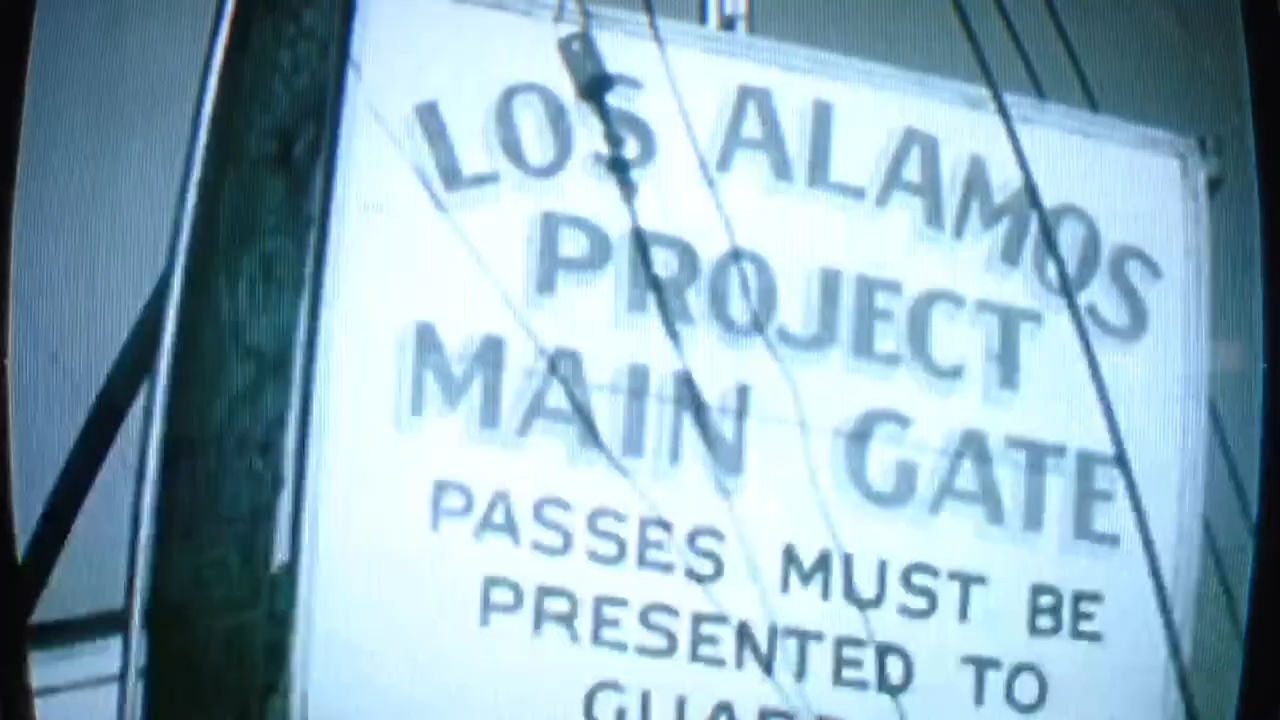 LOS ALAMOS
PROJECT
MAIN GATE
PASSES MUST BE
PRESENTED TO